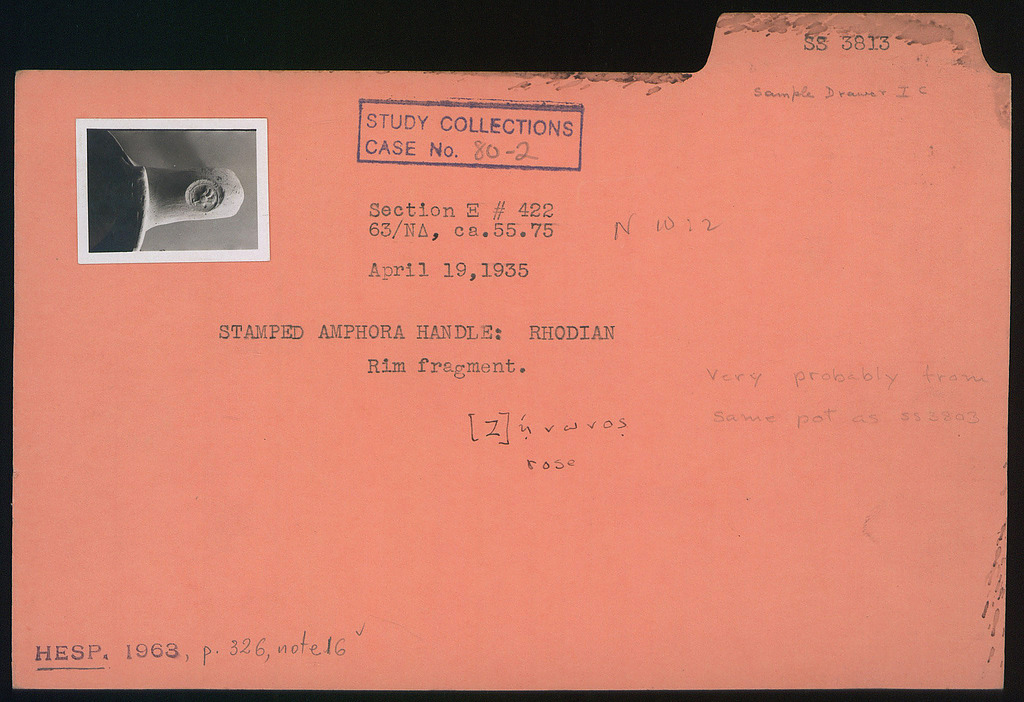 SS 3813
Sample Drawer I C
STUDY COLLECTIONS
CASE No. 80-2
Section E # 422
63/ΝΔ, ca.55.75
N 10:2
April 19,1935
STAMPED AMPHORA HANDLE: RHODIAN
Rim fragment.
Very probably from
same pot as SS 3803
[Ζ]ήνωνος
rose
HESP. 1963, p. 326, note 16 ✓